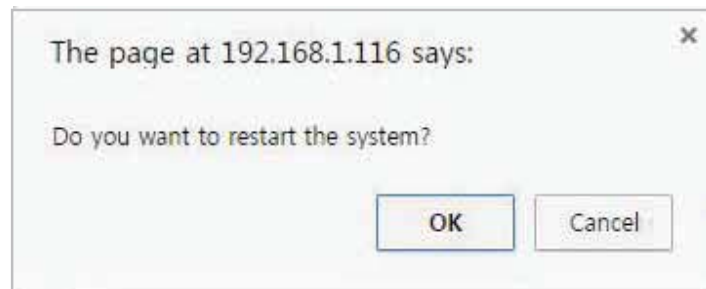 The page at 192.168.1.116 says:
Do you want to restart the system?
OK
Cancel